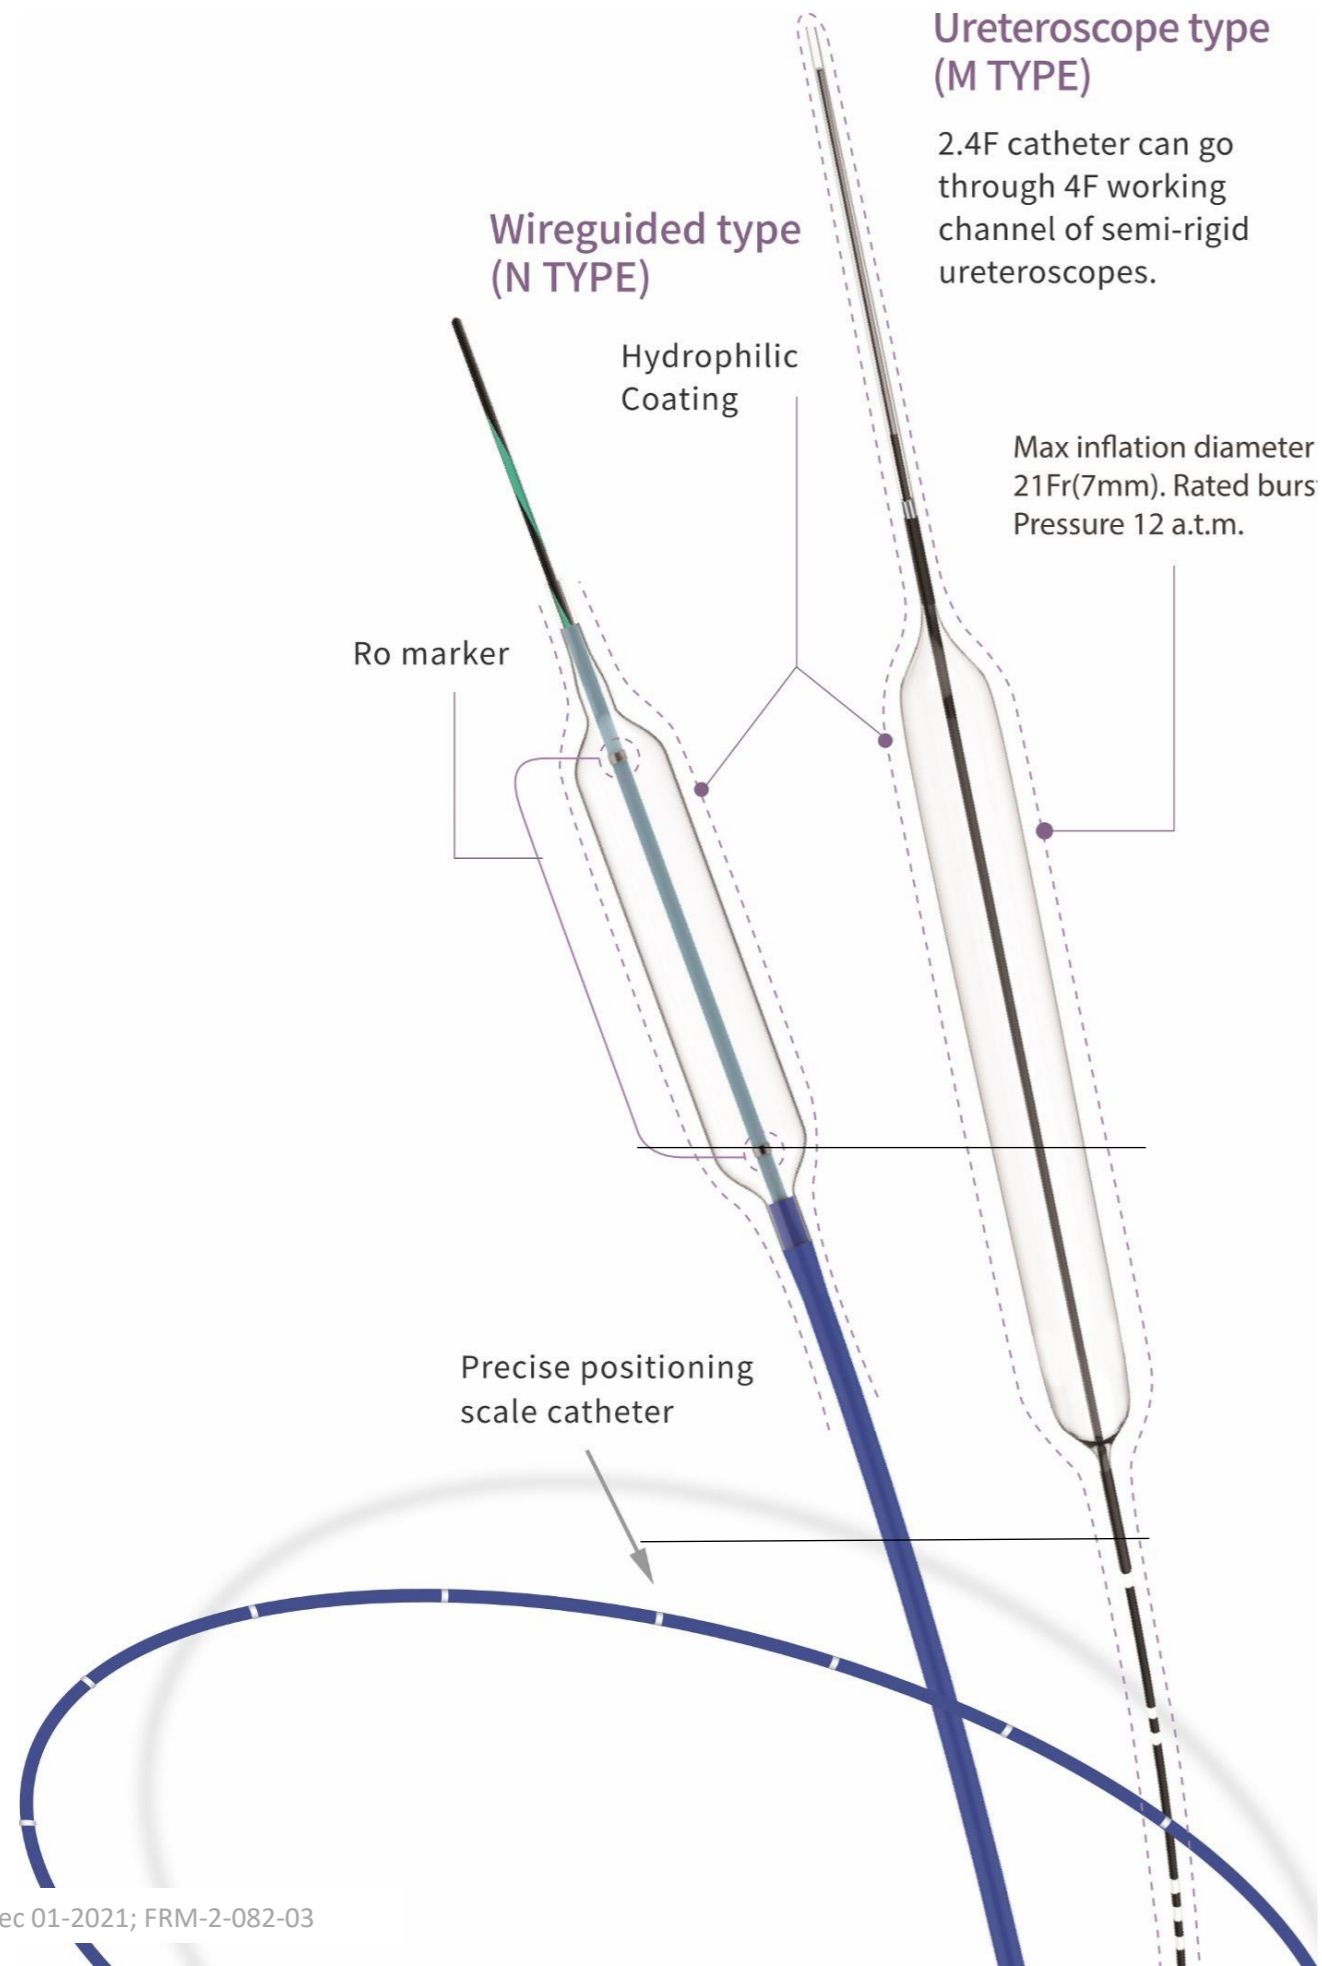 Ureteroscope type
(M TYPE)
2.4F catheter can go
through 4F working
channel of semi-rigid
ureteroscopes.
Wireguided type
(N TYPE)
Hydrophilic
Coating
Max inflation diameter
21Fr(7mm). Rated burs
Pressure 12 a.t.m.
Ro marker
Precise positioning
scale catheter
ec 01-2021; FRM-2-082-03